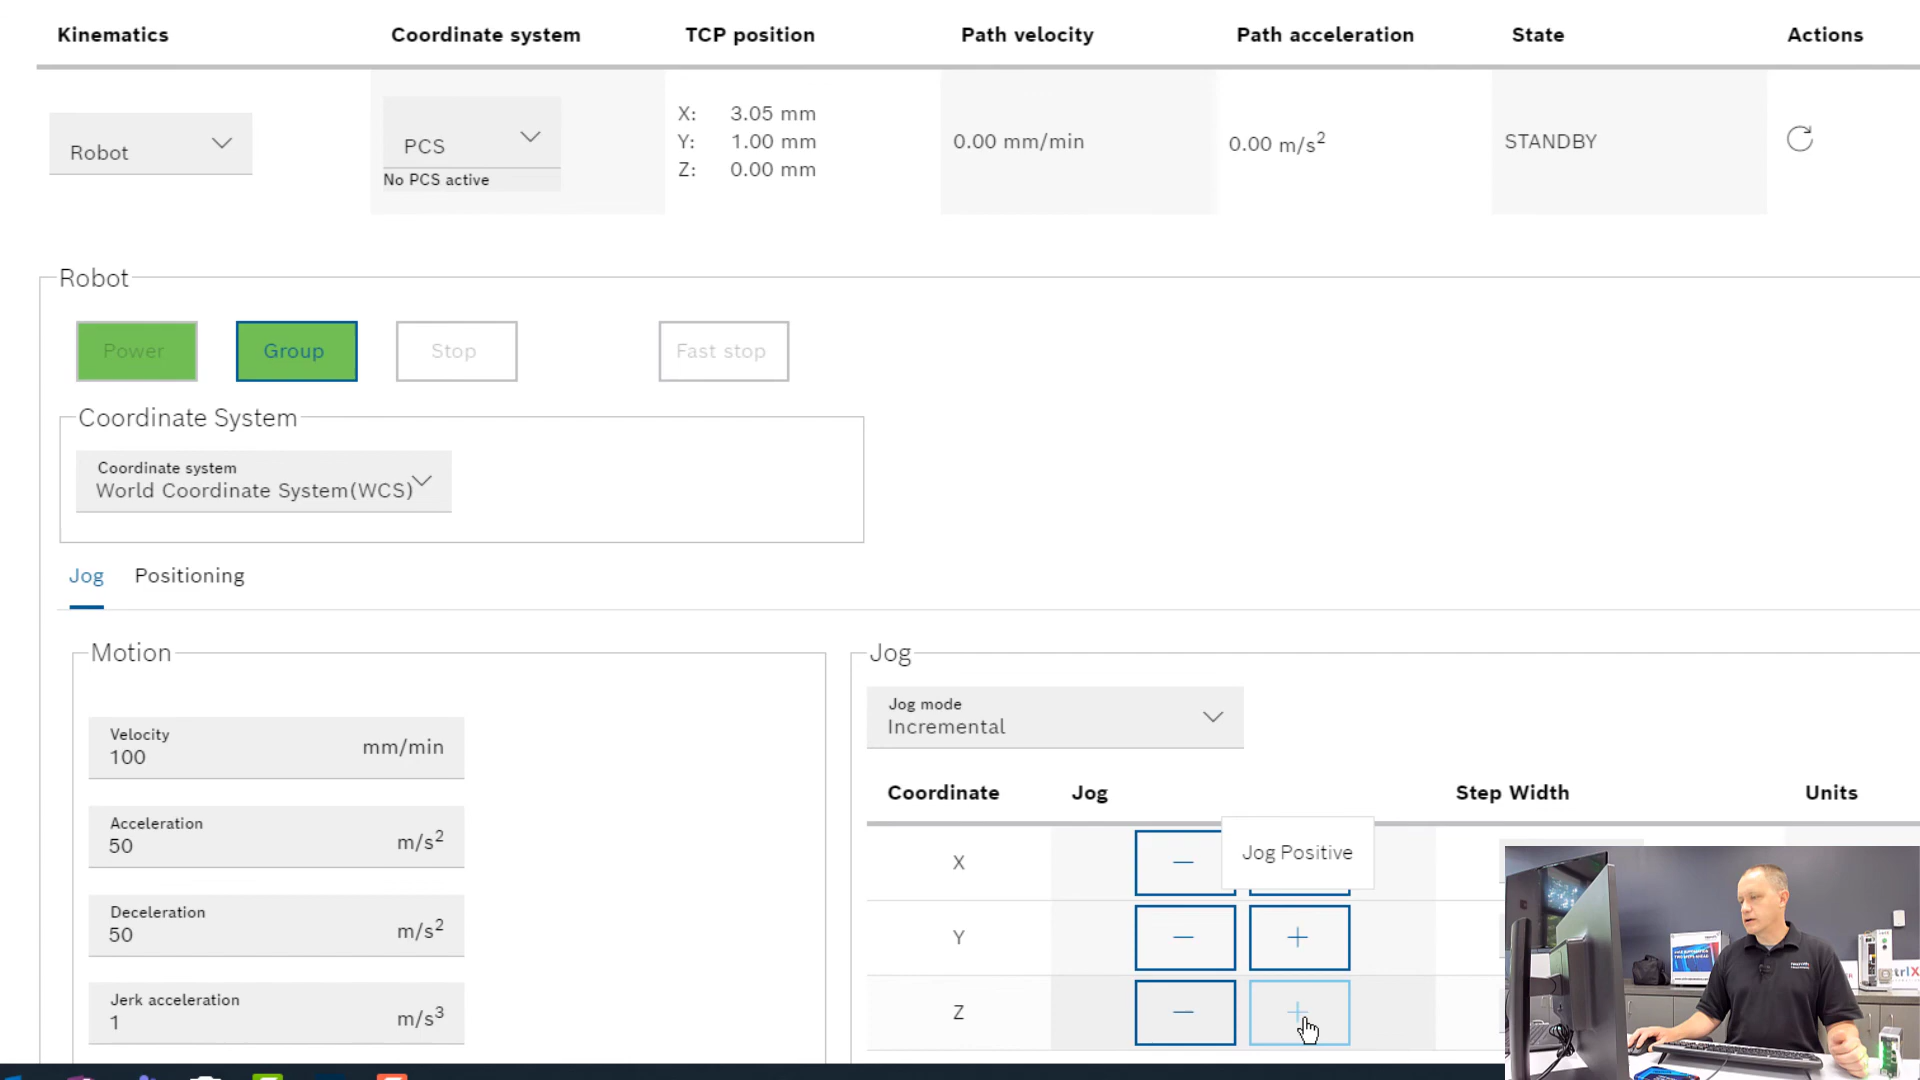 Kinematics Coordinate system TCP position Path velocity Path acceleration State Actions
Robot
PCS
No PCS active
X: 3.05 mm
Y: 1.00 mm
Z: 0.00 mm
0.00 mm/min
0.00 m/s²
STANDBY
Robot
Power Group Stop Fast stop
Coordinate System
Coordinate system
World Coordinate System(WCS)
Jog Positioning
Motion
Velocity
100 mm/min
Acceleration
50 m/s²
Deceleration
50 m/s²
Jerk acceleration
1 m/s³
Jog
Jog mode
Incremental
Coordinate Jog Step Width Units
Jog Positive
X −
Y − +
Z − +